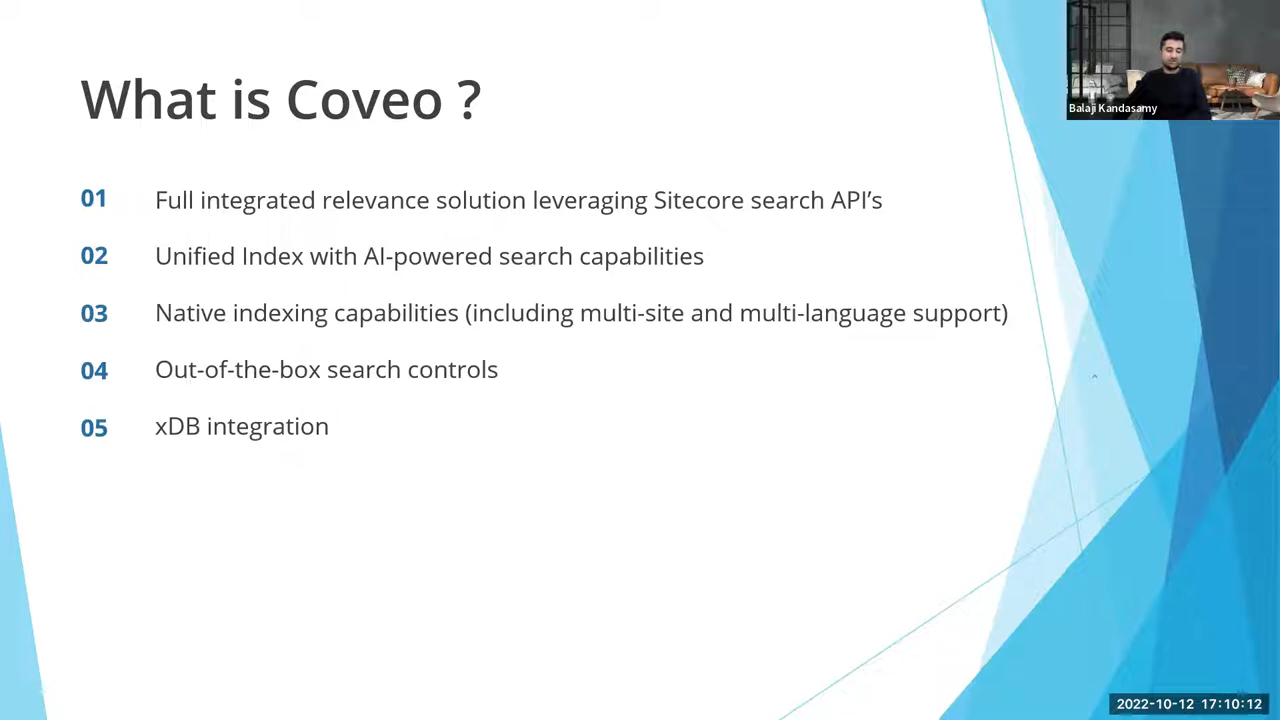 What is Coveo ?
Balaji Kandasamy
01 Full integrated relevance solution leveraging Sitecore search API’s
02 Unified Index with AI-powered search capabilities
03 Native indexing capabilities (including multi-site and multi-language support)
04 Out-of-the-box search controls
05 xDB integration
2022-10-12 17:10:12